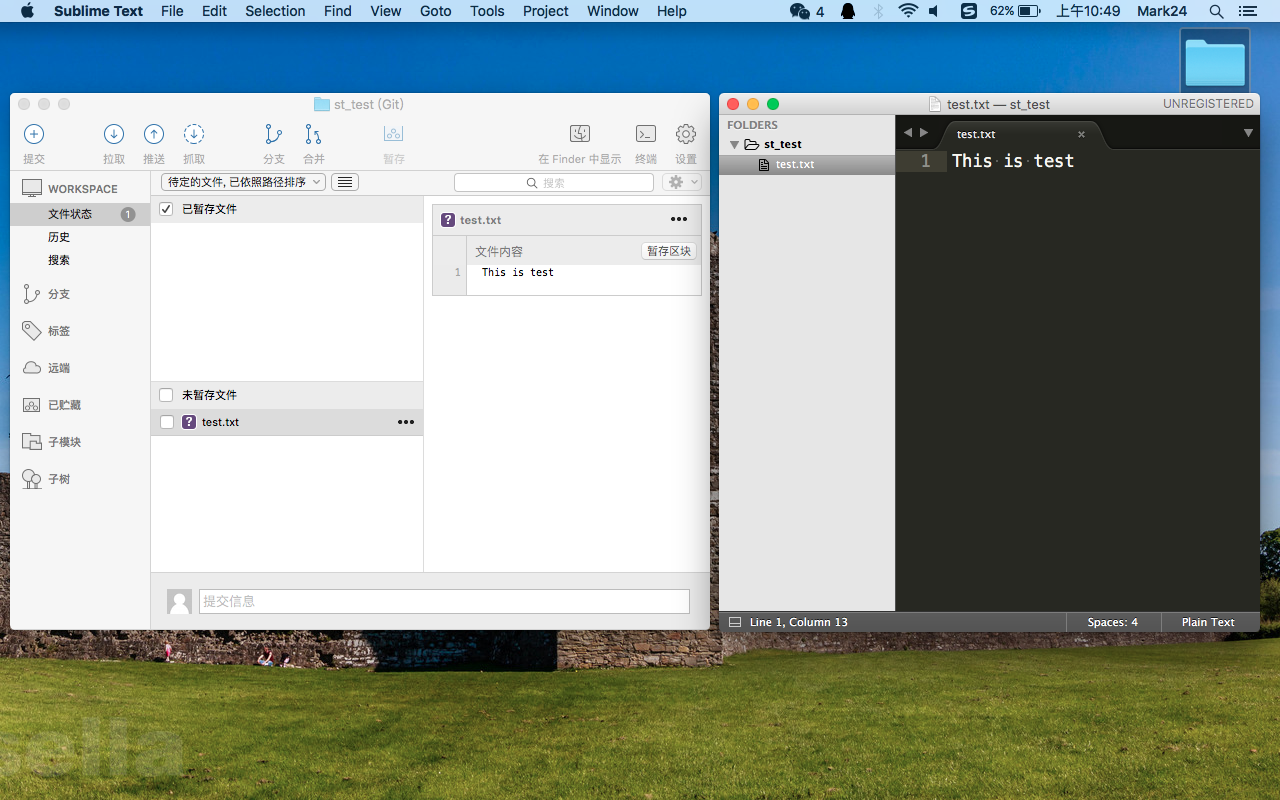 Sublime Text File Edit Selection Find View Goto Tools Project Window Help 4 62% 上午10:49 Mark24
st_test (Git)
提交 拉取 推送 抓取 分支 合并 暂存 在 Finder 中显示 终端 设置
WORKSPACE
文件状态 1
历史
搜索
分支
标签
远端
已贮藏
子模块
子树
待定的文件, 已依照路径排序
搜索
已暂存文件
未暂存文件
? test.txt •••
? test.txt •••
文件内容 暂存区块
1 This is test
提交信息
test.txt — st_test UNREGISTERED
FOLDERS
st_test
test.txt
test.txt ×
1 This is test
Line 1, Column 13 Spaces: 4 Plain Text
sella